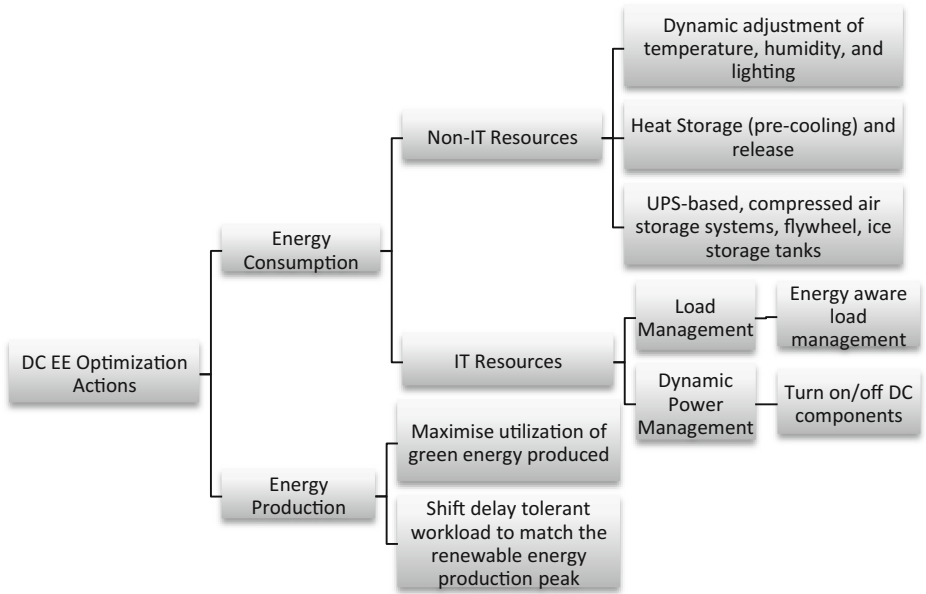 Dynamic adjustment of
temperature, humidity, and
lighting
Non-IT Resources
Heat Storage (pre-cooling) and
release
UPS-based, compressed air
storage systems, flywheel, ice
storage tanks
Energy
Consumption
Load
Management
Energy aware
load
management
IT Resources
DC EE Optimization
Actions
Dynamic
Power
Management
Turn on/off DC
components
Maximise utilization of
green energy produced
Energy
Production
Shift delay tolerant
workload to match the
renewable energy
production peak